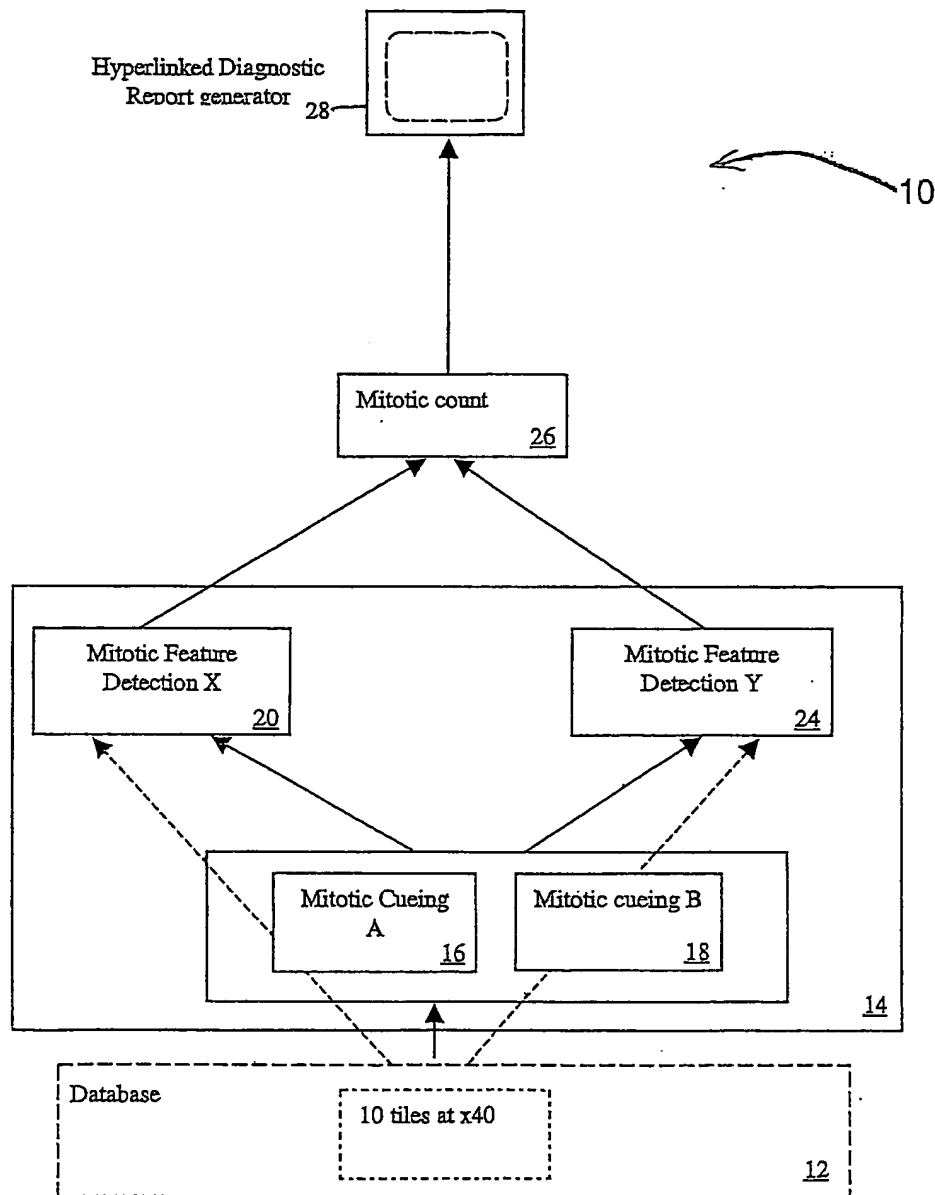 Hyperlinked Diagnostic
Report generator
28
10
Mitotic count
26
Mitotic Feature
Detection X
20
Mitotic Feature
Detection Y
24
Mitotic Cueing
A
16
Mitotic cueing B
18
14
Database
10 tiles at x40
12